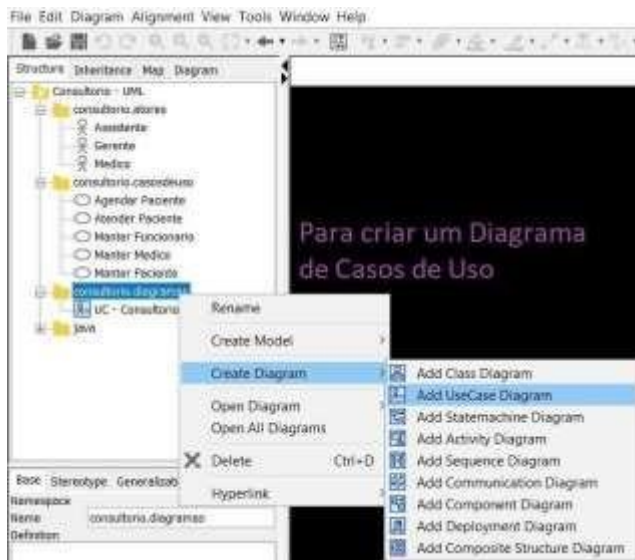 File Edit Diagram Alignment View Tools Window Help
Structure Inheritance Map Diagram
Consultorio - UML
consultorio.atores
Assistente
Gerente
Medico
consultorio.casosdeuso
Agendar Paciente
Atender Paciente
Manter Funcionario
Manter Medico
Manter Paciente
consultorio.diagramas
UC - Consultorio
java
Para criar um Diagrama
de Casos de Uso
Rename
Create Model
Create Diagram
Open Diagram
Open All Diagrams
Delete Ctrl+D
Hyperlink
Add Class Diagram
Add UseCase Diagram
Add Statemachine Diagram
Add Activity Diagram
Add Sequence Diagram
Add Communication Diagram
Add Component Diagram
Add Deployment Diagram
Add Composite Structure Diagram
Base Stereotype Generalizab
Namespace
Name consultorio.diagramas
Definition